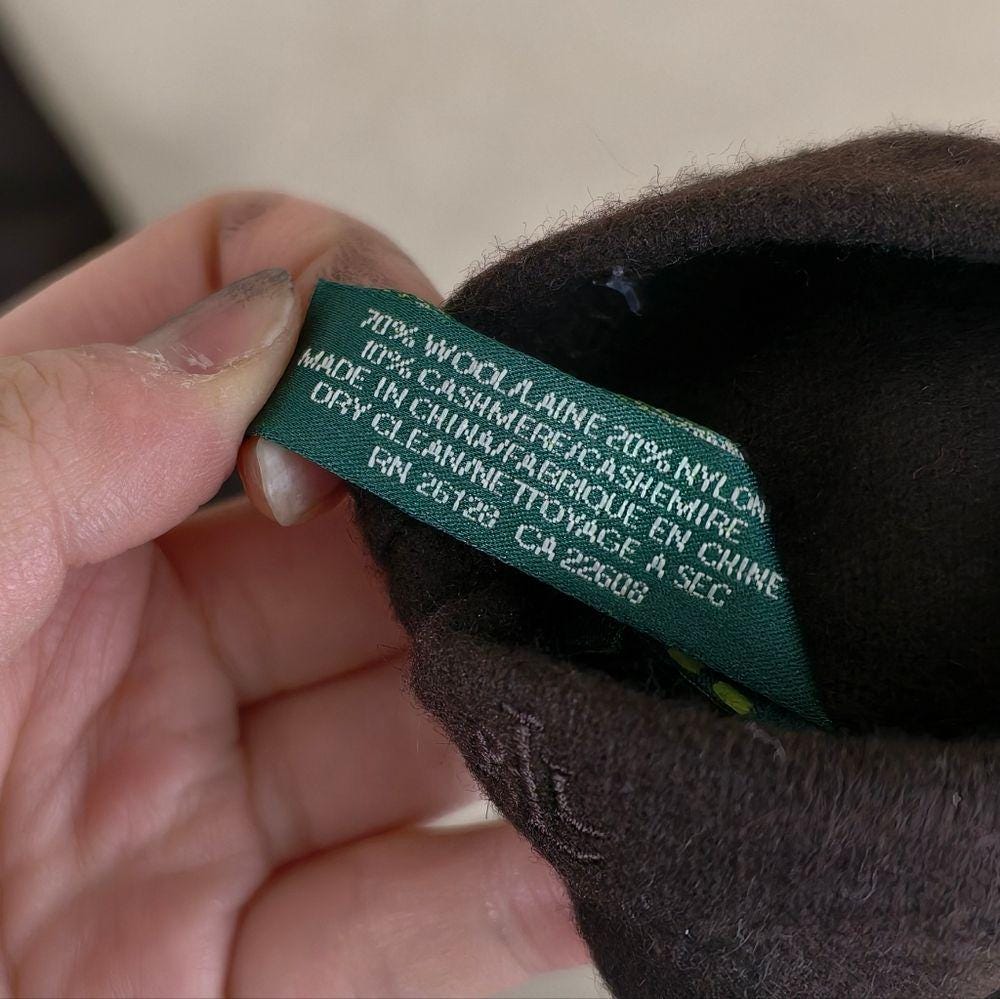 70% WOOL/LAINE 20% NYLON
10% CASHMERE/CASHEMIRE
MADE IN CHINA/FABRIQUE EN CHINE
DRY CLEAN/NETTOYAGE A SEC
RN 26128 CA 22608